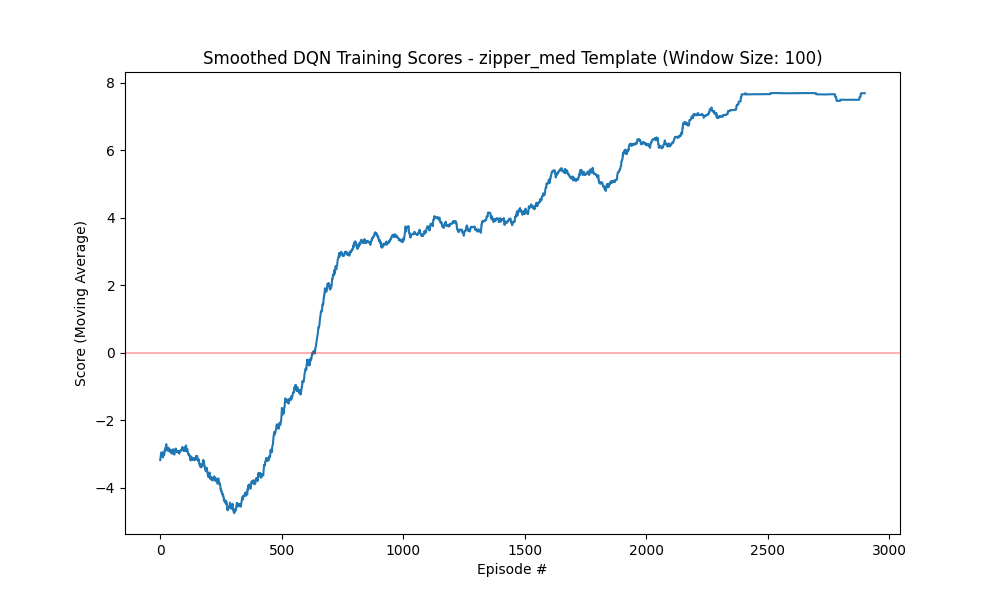 Smoothed DQN Training Scores - zipper_med Template (Window Size: 100)
8
6
4
2
0
−2
−4
Score (Moving Average)
0 500 1000 1500 2000 2500 3000
Episode #